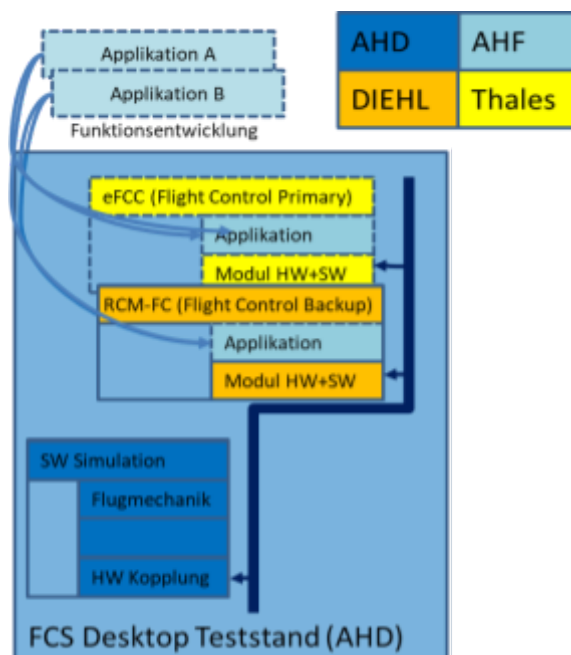 Applikation A
Applikation B
Funktionsentwicklung
AHD
AHF
DIEHL
Thales
eFCC (Flight Control Primary)
Applikation
Modul HW+SW
RCM-FC (Flight Control Backup)
Applikation
Modul HW+SW
SW Simulation
Flugmechanik
HW Kopplung
FCS Desktop Teststand (AHD)